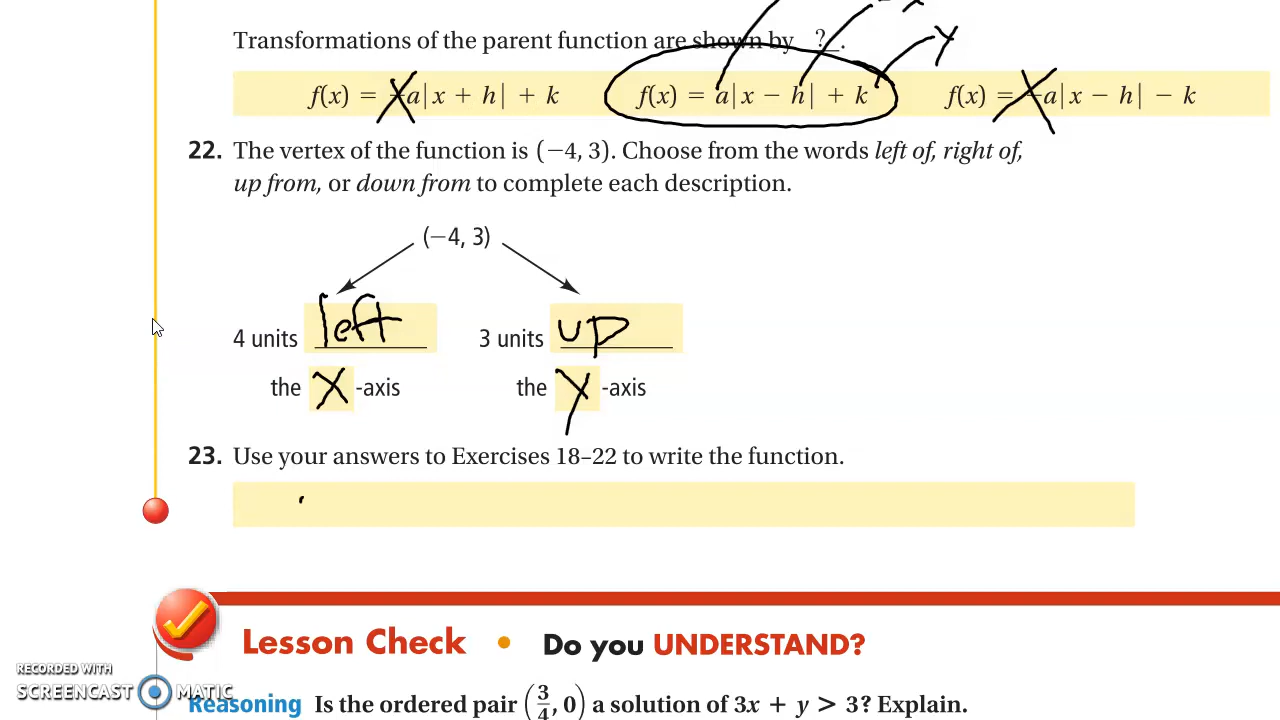 Transformations of the parent function are shown by ? .
y
f(x) = −a|x + h| + k f(x) = a|x − h| + k f(x) = −a|x − h| − k
22. The vertex of the function is (−4, 3). Choose from the words left of, right of,
up from, or down from to complete each description.
(−4, 3)
4 units left 3 units up
the x -axis the y -axis
23. Use your answers to Exercises 18–22 to write the function.
Lesson Check • Do you UNDERSTAND?
RECORDED WITH
SCREENCAST MATIC
Reasoning Is the ordered pair (3/4, 0) a solution of 3x + y > 3? Explain.